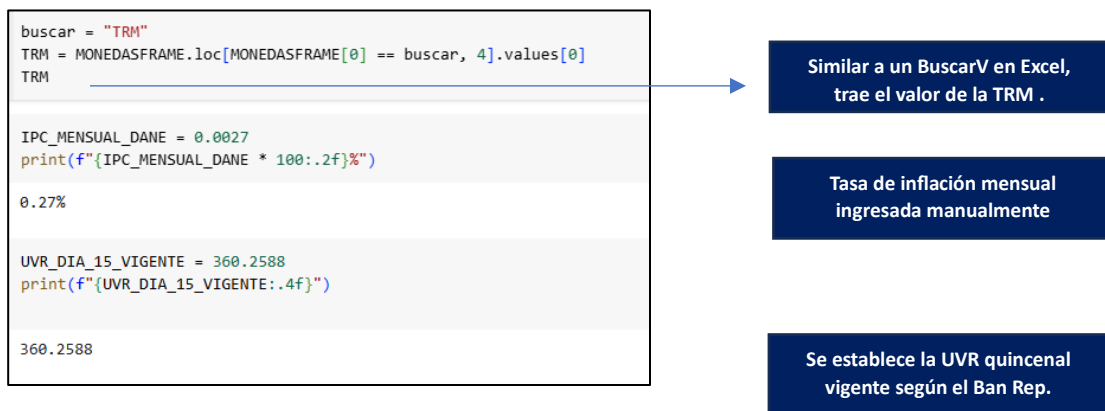 buscar = "TRM"
TRM = MONEDASFRAME.loc[MONEDASFRAME[0] == buscar, 4].values[0]
TRM
Similar a un BuscarV en Excel,
trae el valor de la TRM .
IPC_MENSUAL_DANE = 0.0027
print(f"{IPC_MENSUAL_DANE * 100:.2f}%")
0.27%
Tasa de inflación mensual
ingresada manualmente
UVR_DIA_15_VIGENTE = 360.2588
print(f"{UVR_DIA_15_VIGENTE:.4f}")
360.2588
Se establece la UVR quincenal
vigente según el Ban Rep.